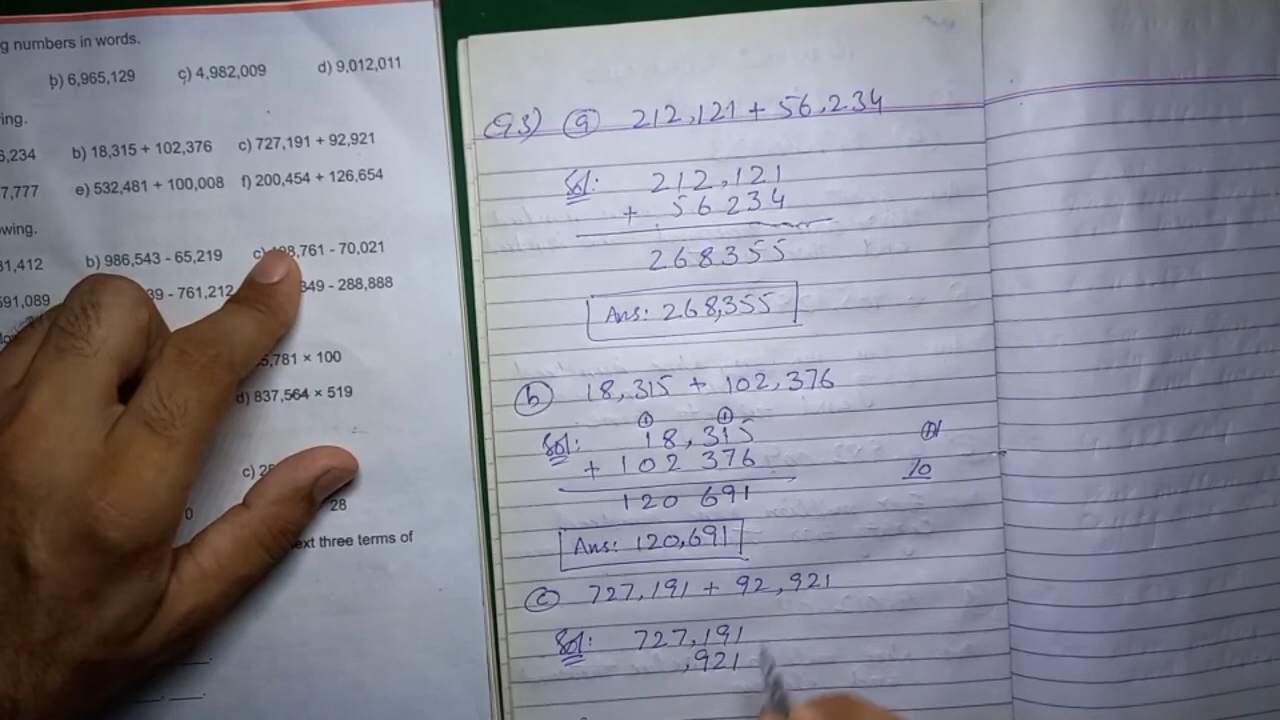 g numbers in words.
b) 6,965,129 c) 4,982,009 d) 9,012,011
ing.
6,234 b) 18,315 + 102,376 c) 727,191 + 92,921
7,777 e) 532,481 + 100,008 f) 200,454 + 126,654
wing.
31,412 b) 986,543 - 65,219 c) 8,761 - 70,021
591,089 39 - 761,212 349 - 288,888
5,781 × 100
d) 837,564 × 519
c)
0 28
ext three terms of
Q3) a 212,121 + 56,234
Sol: 212,121
+ 56234
268355
Ans: 268,355
b 18,315 + 102,376
1 1
Sol: 18,315
+ 102 376
10
120 691
Ans: 120,691
c 727,191 + 92,921
Sol: 727,191
,921